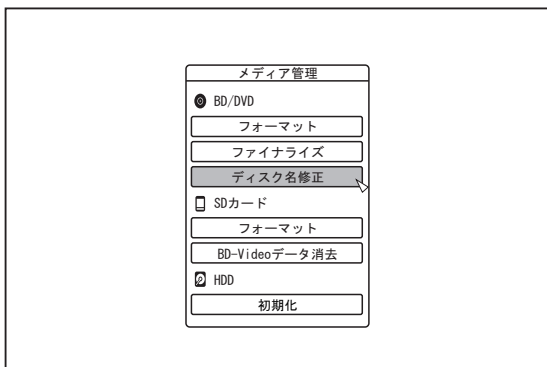 メディア管理
BD/DVD
フォーマット
ファイナライズ
ディスク名修正
SDカード
フォーマット
BD-Videoデータ消去
HDD
初期化